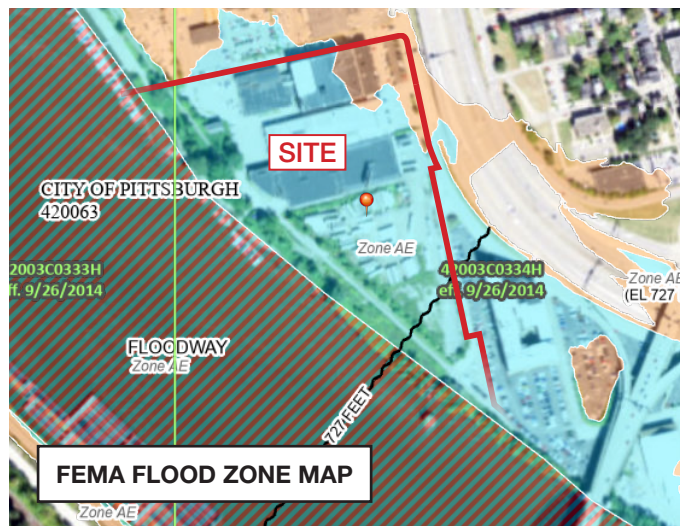 SITE
CITY OF PITTSBURGH
420063
Zone AE
2003C0333H
ff. 9/26/2014
42003C0334H
eff. 9/26/2014
Zone AE
(EL 727
FLOODWAY
Zone AE
727 FEET
FEMA FLOOD ZONE MAP
Zone AE